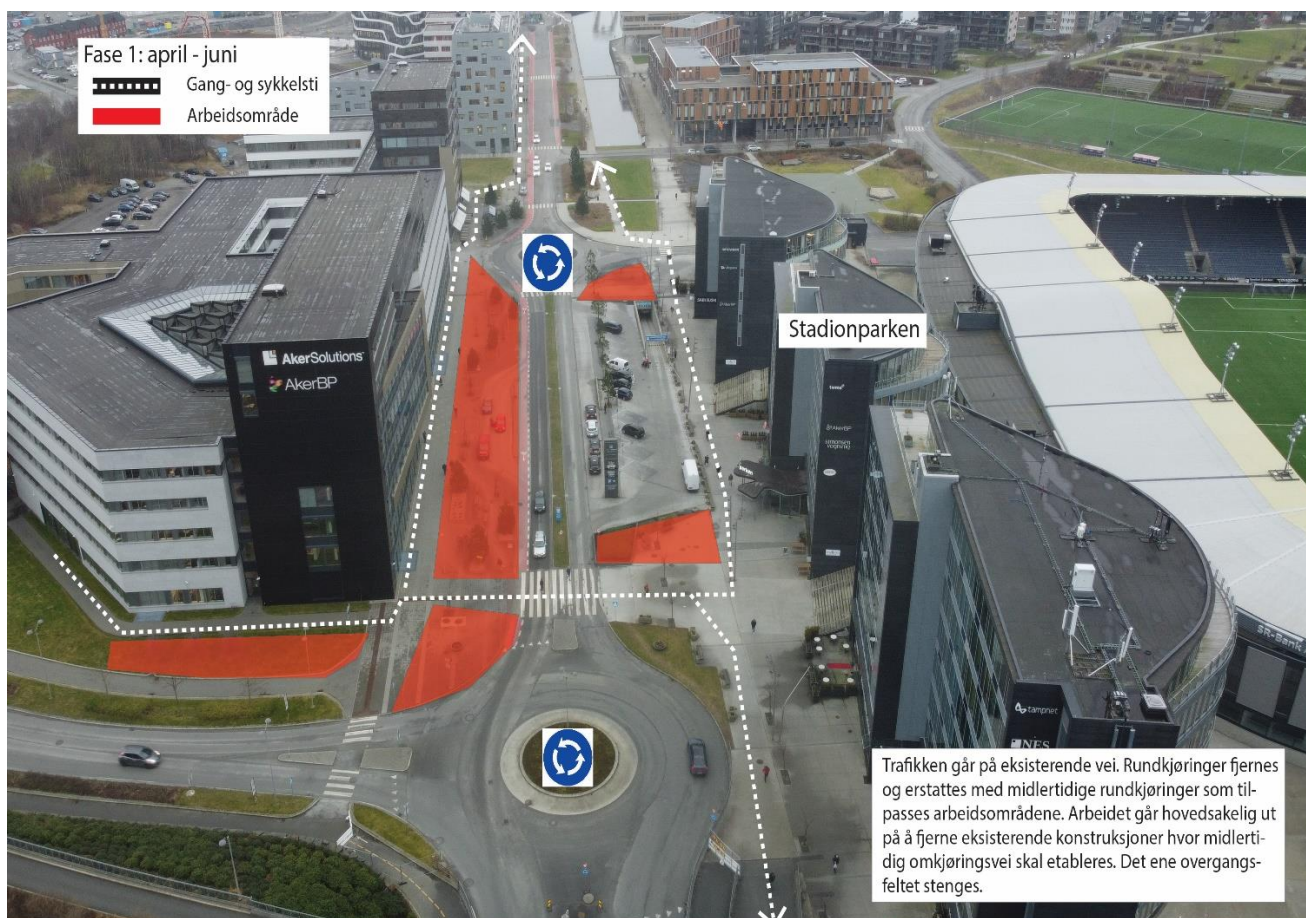 Fase 1: april - juni
Gang- og sykkelsti
Arbeidsområde
Stadionparken
AkerSolutions
AkerBP
AkerBP
SR-Bank
tampnet
NES
Trafikken går på eksisterende vei. Rundkjøringer fjernes
og erstattes med midlertidige rundkjøringer som til-
passes arbeidsområdene. Arbeidet går hovedsakelig ut
på å fjerne eksisterende konstruksjoner hvor midlerti-
dig omkjøringsvei skal etableres. Det ene overgangs-
feltet stenges.